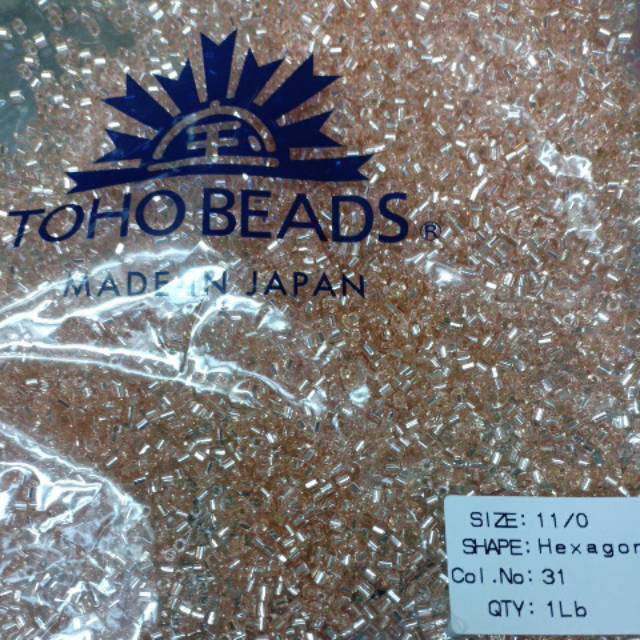 TOHO BEADS®
MADE IN JAPAN
SIZE: 11/0
SHAPE: Hexagon
Col.No: 31
QTY: 1Lb